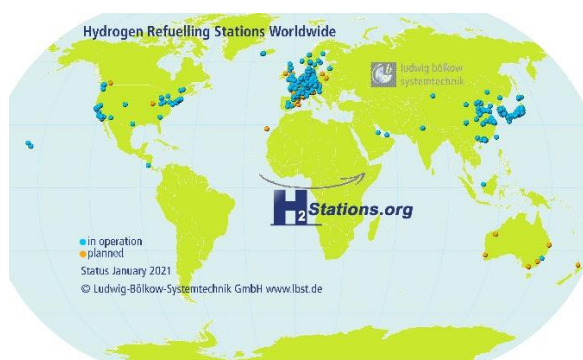 Hydrogen Refuelling Stations Worldwide
b
ludwig bölkow
systemtechnik
H2Stations.org
in operation
planned
Status January 2021
© Ludwig-Bölkow-Systemtechnik GmbH www.lbst.de